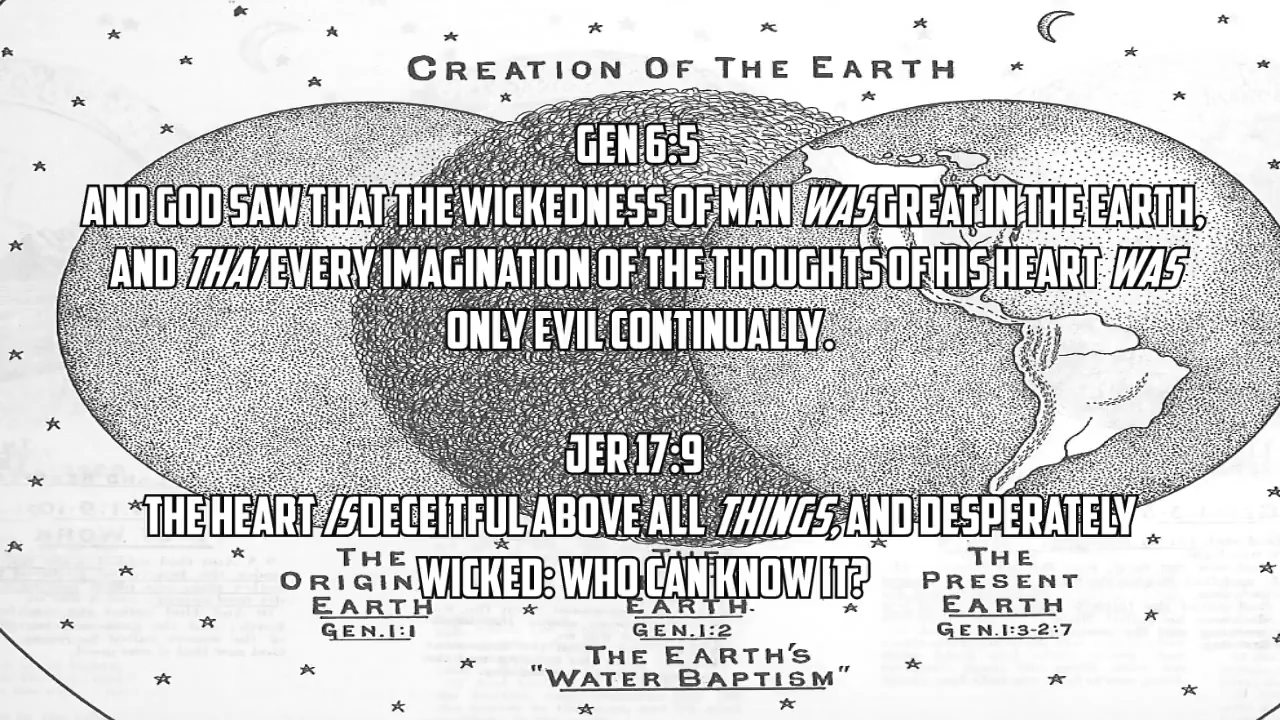 CREATION OF THE EARTH
GEN 6:5
AND GOD SAW THAT THE WICKEDNESS OF MAN WAS GREAT IN THE EARTH,
AND THAT EVERY IMAGINATION OF THE THOUGHTS OF HIS HEART WAS
ONLY EVIL CONTINUALLY.
JER 17:9
THE HEART IS DECEITFUL ABOVE ALL THINGS, AND DESPERATELY
WICKED: WHO CAN KNOW IT?
THE
EARTH
GEN.1:1
THE
EARTH.
GEN.1:2
THE
PRESENT
EARTH
GEN.1:3-2:7
THE EARTH'S
"WATER BAPTISM"